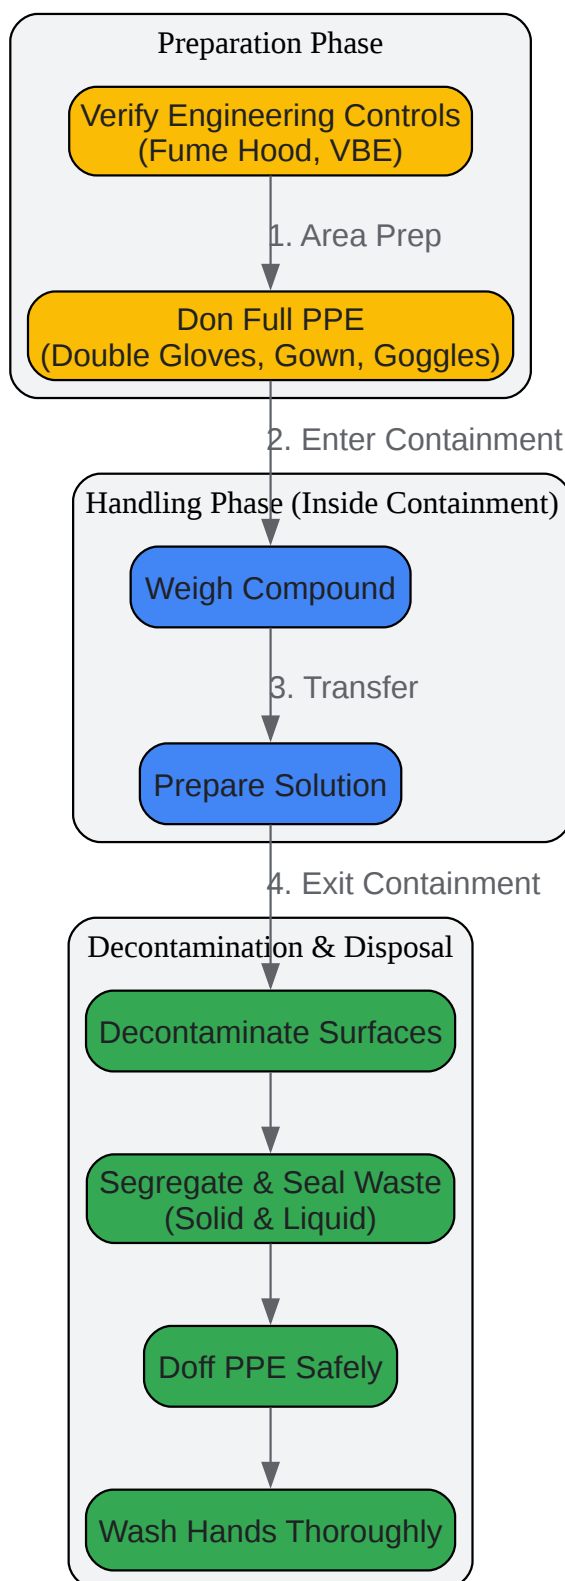 Preparation Phase
Verify Engineering Controls
(Fume Hood, VBE)
1. Area Prep
Don Full PPE
(Double Gloves, Gown, Goggles)
2. Enter Containment
Handling Phase (Inside Containment)
Weigh Compound
3. Transfer
Prepare Solution
4. Exit Containment
Decontamination & Disposal
Decontaminate Surfaces
Segregate & Seal Waste
(Solid & Liquid)
Doff PPE Safely
Wash Hands Thoroughly